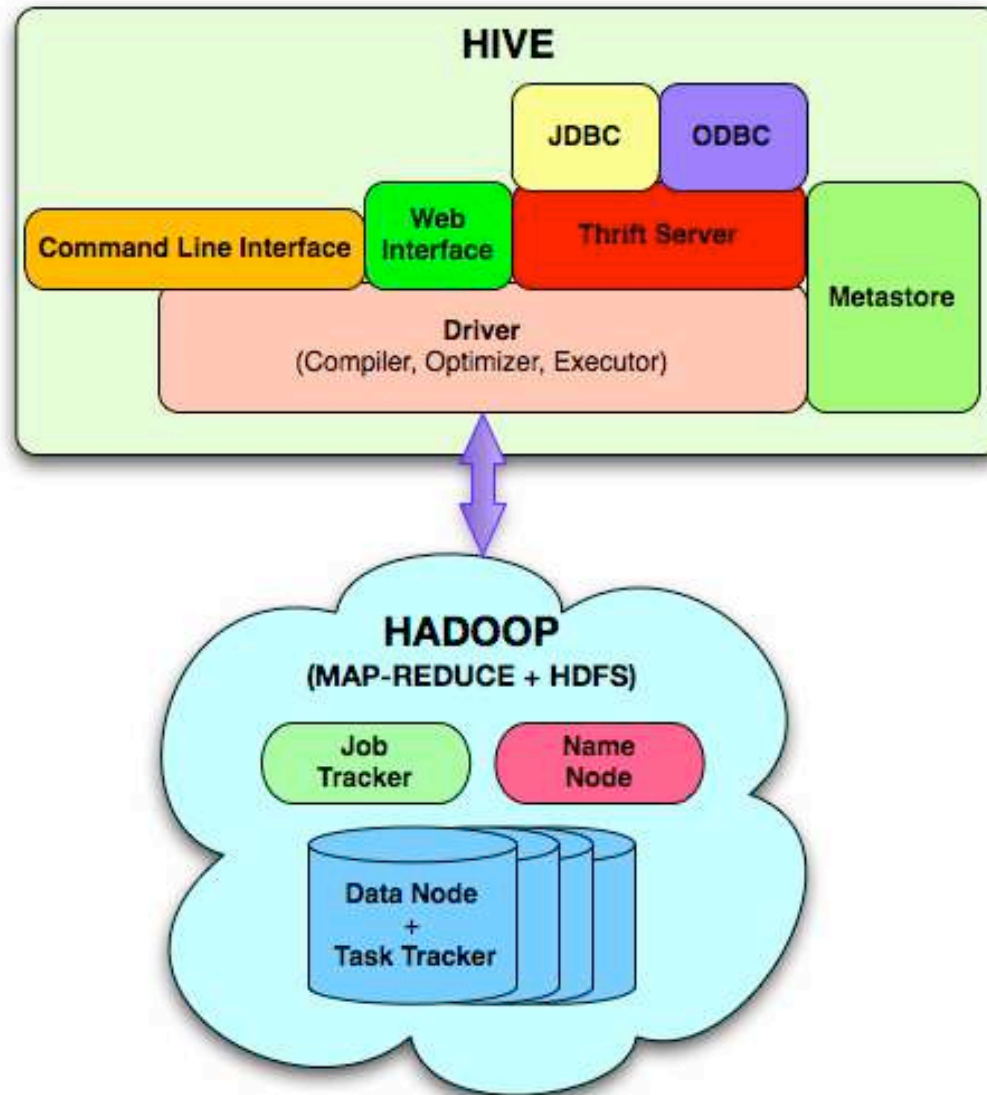 HIVE
JDBC
ODBC
Command Line Interface
Web
Interface
Thrift Server
Metastore
Driver
(Compiler, Optimizer, Executor)
HADOOP
(MAP-REDUCE + HDFS)
Job
Tracker
Name
Node
Data Node
+
Task Tracker